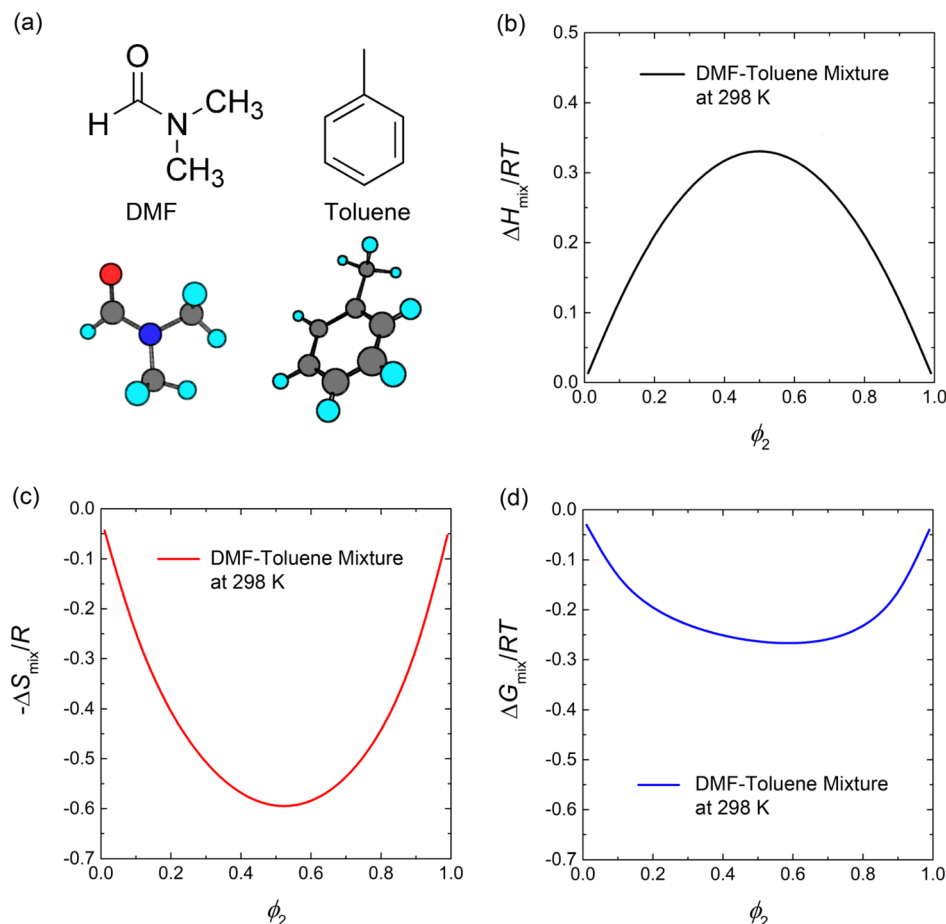 (a)
O
H
N
CH3
CH3
DMF
Toluene
(b)
0.5
0.4
0.3
0.2
0.1
0.0
ΔHmix/RT
DMF-Toluene Mixture
at 298 K
0.0 0.2 0.4 0.6 0.8 1.0
ϕ2
(c)
0.0
-0.1
-0.2
-0.3
-0.4
-0.5
-0.6
-0.7
-ΔSmix/R
DMF-Toluene Mixture
at 298 K
0.0 0.2 0.4 0.6 0.8 1.0
ϕ2
(d)
0.0
-0.1
-0.2
-0.3
-0.4
-0.5
-0.6
-0.7
ΔGmix/RT
DMF-Toluene Mixture
at 298 K
0.0 0.2 0.4 0.6 0.8 1.0
ϕ2